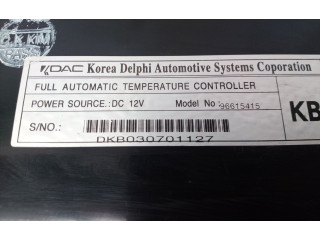 G.K KIM
KDAC Korea Delphi Automotive Systems Coporation
FULL AUTOMATIC TEMPERATURE CONTROLLER
POWER SOURCE.:DC 12V Model No 96615415
KB
S/NO.:
DKB030701127